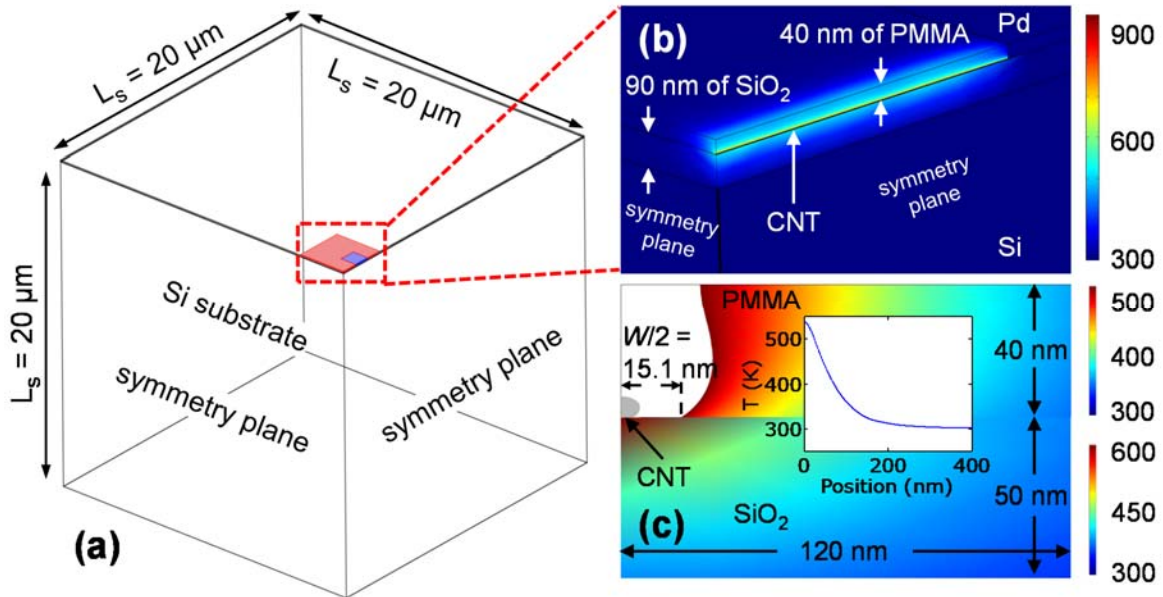 L_s = 20 µm
L_s = 20 µm
L_s = 20 µm
Si substrate
symmetry plane
symmetry plane
(a)
(b)
Pd
40 nm of PMMA
90 nm of SiO₂
symmetry
plane
symmetry
plane
CNT
Si
900
600
300
PMMA
W/2 =
15.1 nm
CNT
T (K)
500
400
300
0
200
400
Position (nm)
40 nm
50 nm
SiO₂
(c)
120 nm
500
400
300
600
450
300